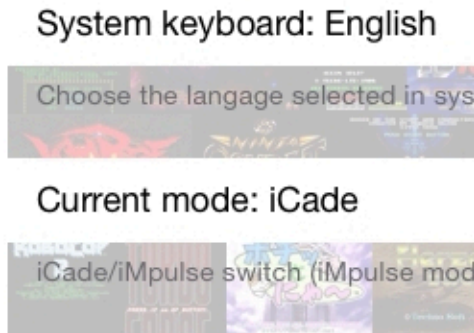 System keyboard: English
Choose the langage selected in sys
Current mode: iCade
iCade/iMpulse switch (iMpulse mod